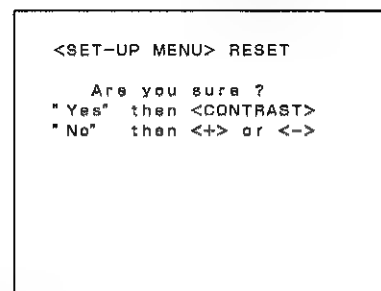 <SET-UP MENU> RESET
Are you sure ?
"Yes" then <CONTRAST>
"No" then <+> or <->